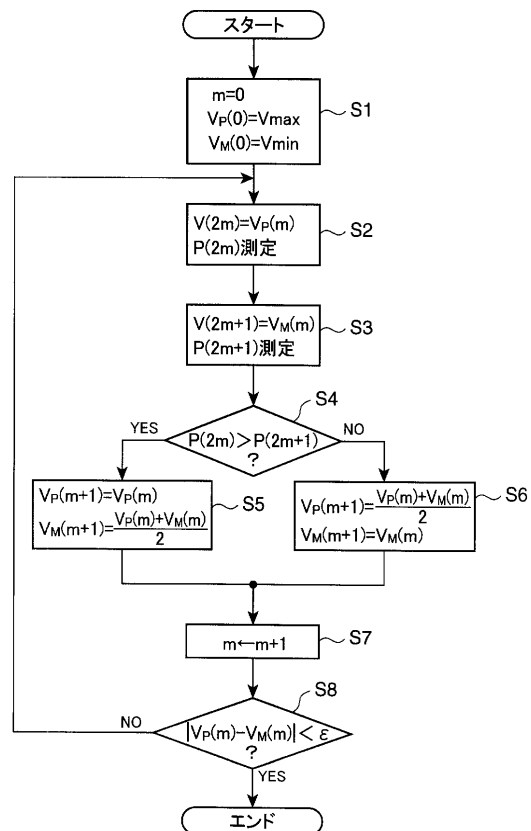 スタート
m=0
VP(0)=Vmax
VM(0)=Vmin
S1
V(2m)=VP(m)
P(2m)測定
S2
V(2m+1)=VM(m)
P(2m+1)測定
S3
S4
YES
P(2m)>P(2m+1)
?
NO
VP(m+1)=VP(m)
VM(m+1)=VP(m)+VM(m)
2
S5
VP(m+1)=VP(m)+VM(m)
2
VM(m+1)=VM(m)
S6
m←m+1
S7
S8
NO
|VP(m)-VM(m)|<ε
?
YES
エンド